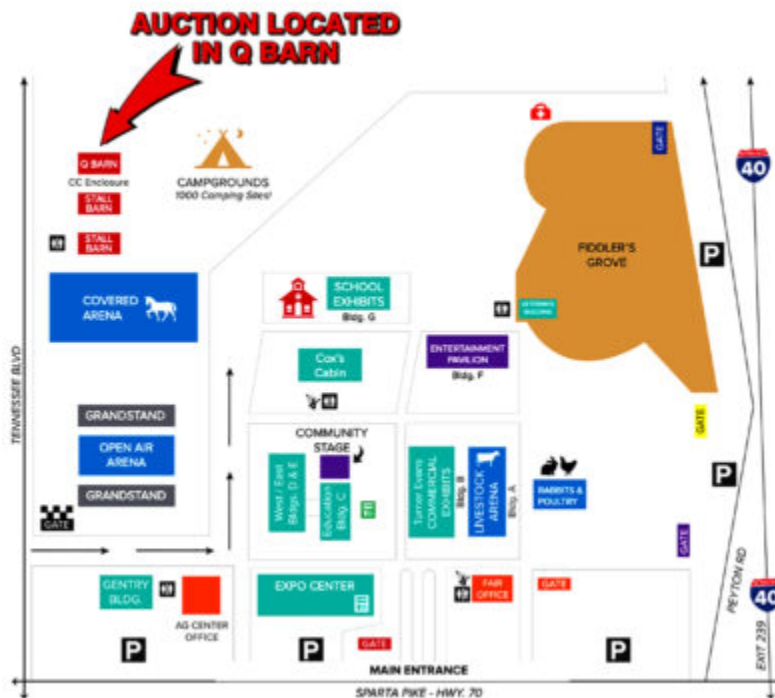 AUCTION LOCATED
IN Q BARN
Q BARN
CC Enclosure
STALL
BARN
STALL
BARN
CAMPGROUNDS
1000 Camping Sites!
GATE
40
P
FIDDLER'S
GROVE
COVERED
ARENA
SCHOOL
EXHIBITS
Bldg. G
Cox's
Cabin
ENTERTAINMENT
PAVILION
Bldg. F
TENNESSEE BLVD
GRANDSTAND
OPEN AIR
ARENA
GRANDSTAND
GATE
COMMUNITY
STAGE
West / East
Bldgs. D & E
Education
Bldg. C
Turner Evans
COMMERCIAL
EXHIBITS
Bldg. B
LIVESTOCK
ARENA
Bldg. A
RABBITS &
POULTRY
GATE
P
GATE
GENTRY
BLDG.
AG CENTER
OFFICE
EXPO CENTER
FAIR
OFFICE
GATE
PEYTON RD
EXIT 239
40
P
P
GATE
P
MAIN ENTRANCE
SPARTA PIKE - HWY. 70